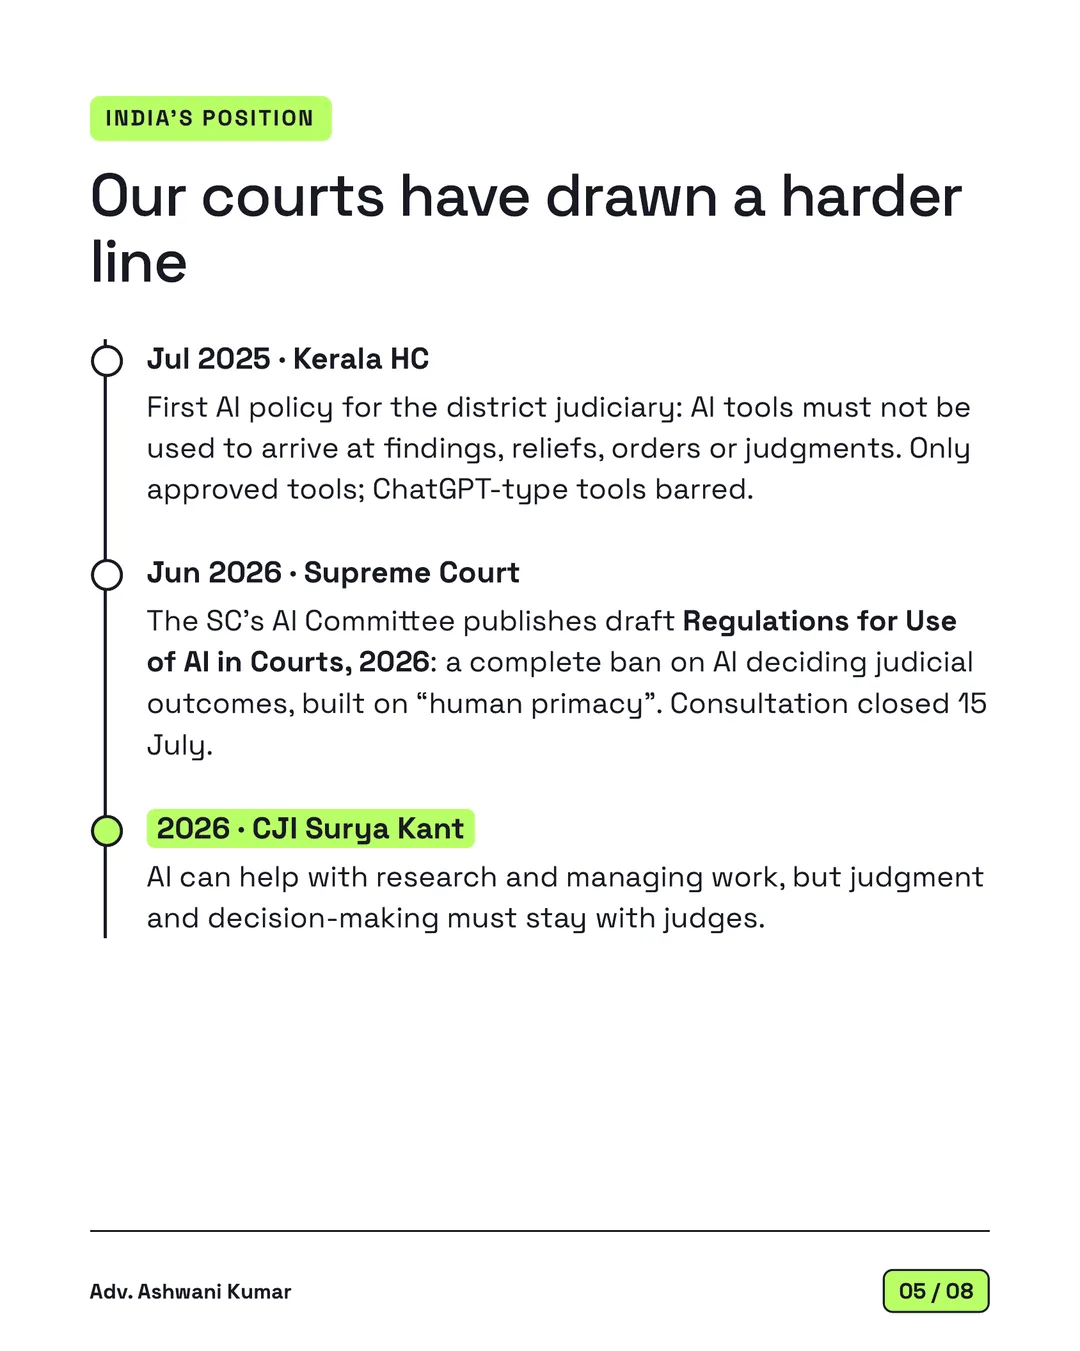 INDIA’S POSITION
Our courts have drawn a harder
line
Jul 2025 · Kerala HC
First AI policy for the district judiciary: AI tools must not be
used to arrive at findings, reliefs, orders or judgments. Only
approved tools; ChatGPT-type tools barred.
Jun 2026 · Supreme Court
The SC’s AI Committee publishes draft Regulations for Use
of AI in Courts, 2026: a complete ban on AI deciding judicial
outcomes, built on “human primacy”. Consultation closed 15
July.
2026 · CJI Surya Kant
AI can help with research and managing work, but judgment
and decision-making must stay with judges.
Adv. Ashwani Kumar
05 / 08